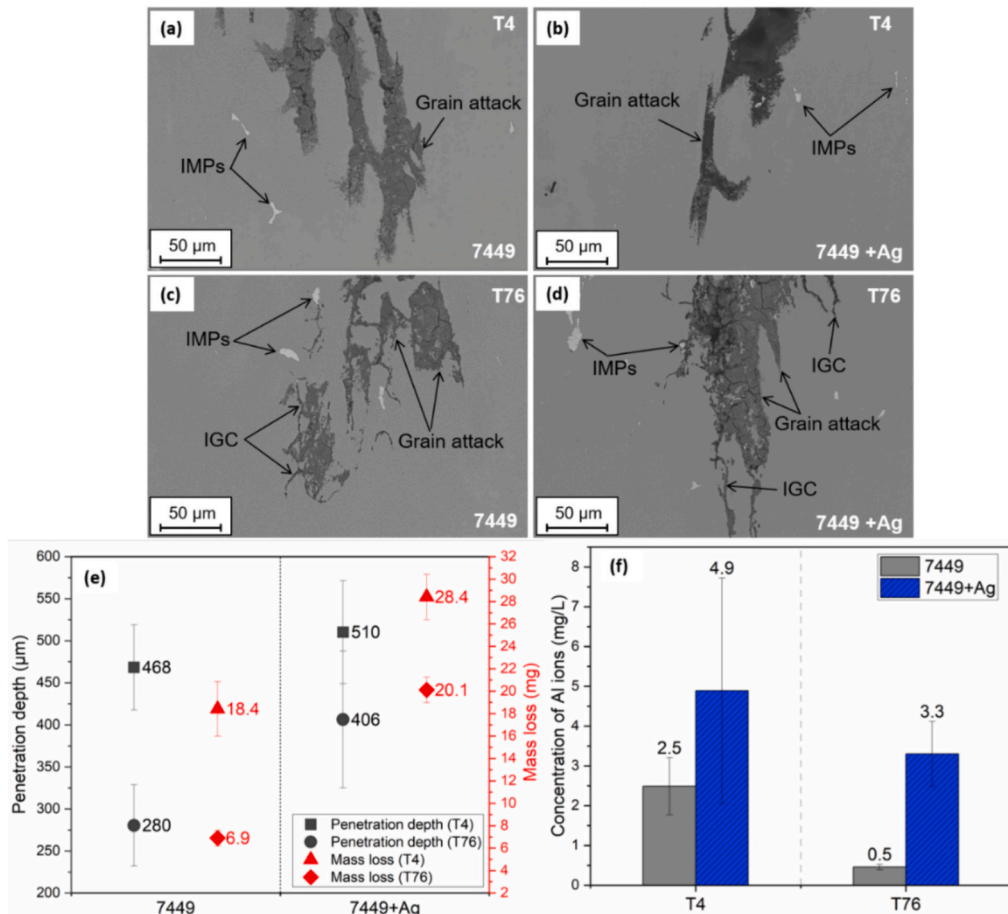 (a)
T4
Grain attack
IMPs
50 µm
7449
(b)
T4
Grain attack
IMPs
50 µm
7449 +Ag
(c)
T76
IMPs
IGC
Grain attack
50 µm
7449
(d)
T76
IMPs
IGC
Grain attack
IGC
50 µm
7449 +Ag
(e)
Penetration depth (µm)
600
550
500
450
400
350
300
250
200
468
280
18.4
6.9
510
406
28.4
20.1
Penetration depth (T4)
Penetration depth (T76)
Mass loss (T4)
Mass loss (T76)
7449
7449+Ag
32
30
28
26
24
22
20
18
16
14
12
10
8
6
4
2
Mass loss (mg)
(f)
Concentration of Al ions (mg/L)
8
7
6
5
4
3
2
1
0
2.5
4.9
0.5
3.3
7449
7449+Ag
T4
T76